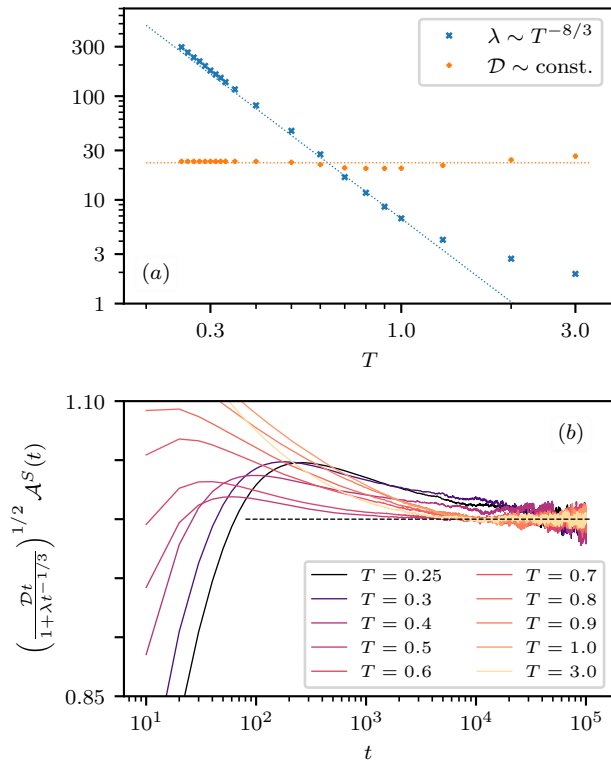 300
100
30
10
3
1
λ ∼ T^{−8/3}
𝒟 ∼ const.
(a)
0.3
1.0
3.0
T
1.10
0.85
(𝒟t / 1+λt^{−1/3})^{1/2} 𝒜^S(t)
(b)
T = 0.25
T = 0.3
T = 0.4
T = 0.5
T = 0.6
T = 0.7
T = 0.8
T = 0.9
T = 1.0
T = 3.0
10^1
10^2
10^3
10^4
10^5
t